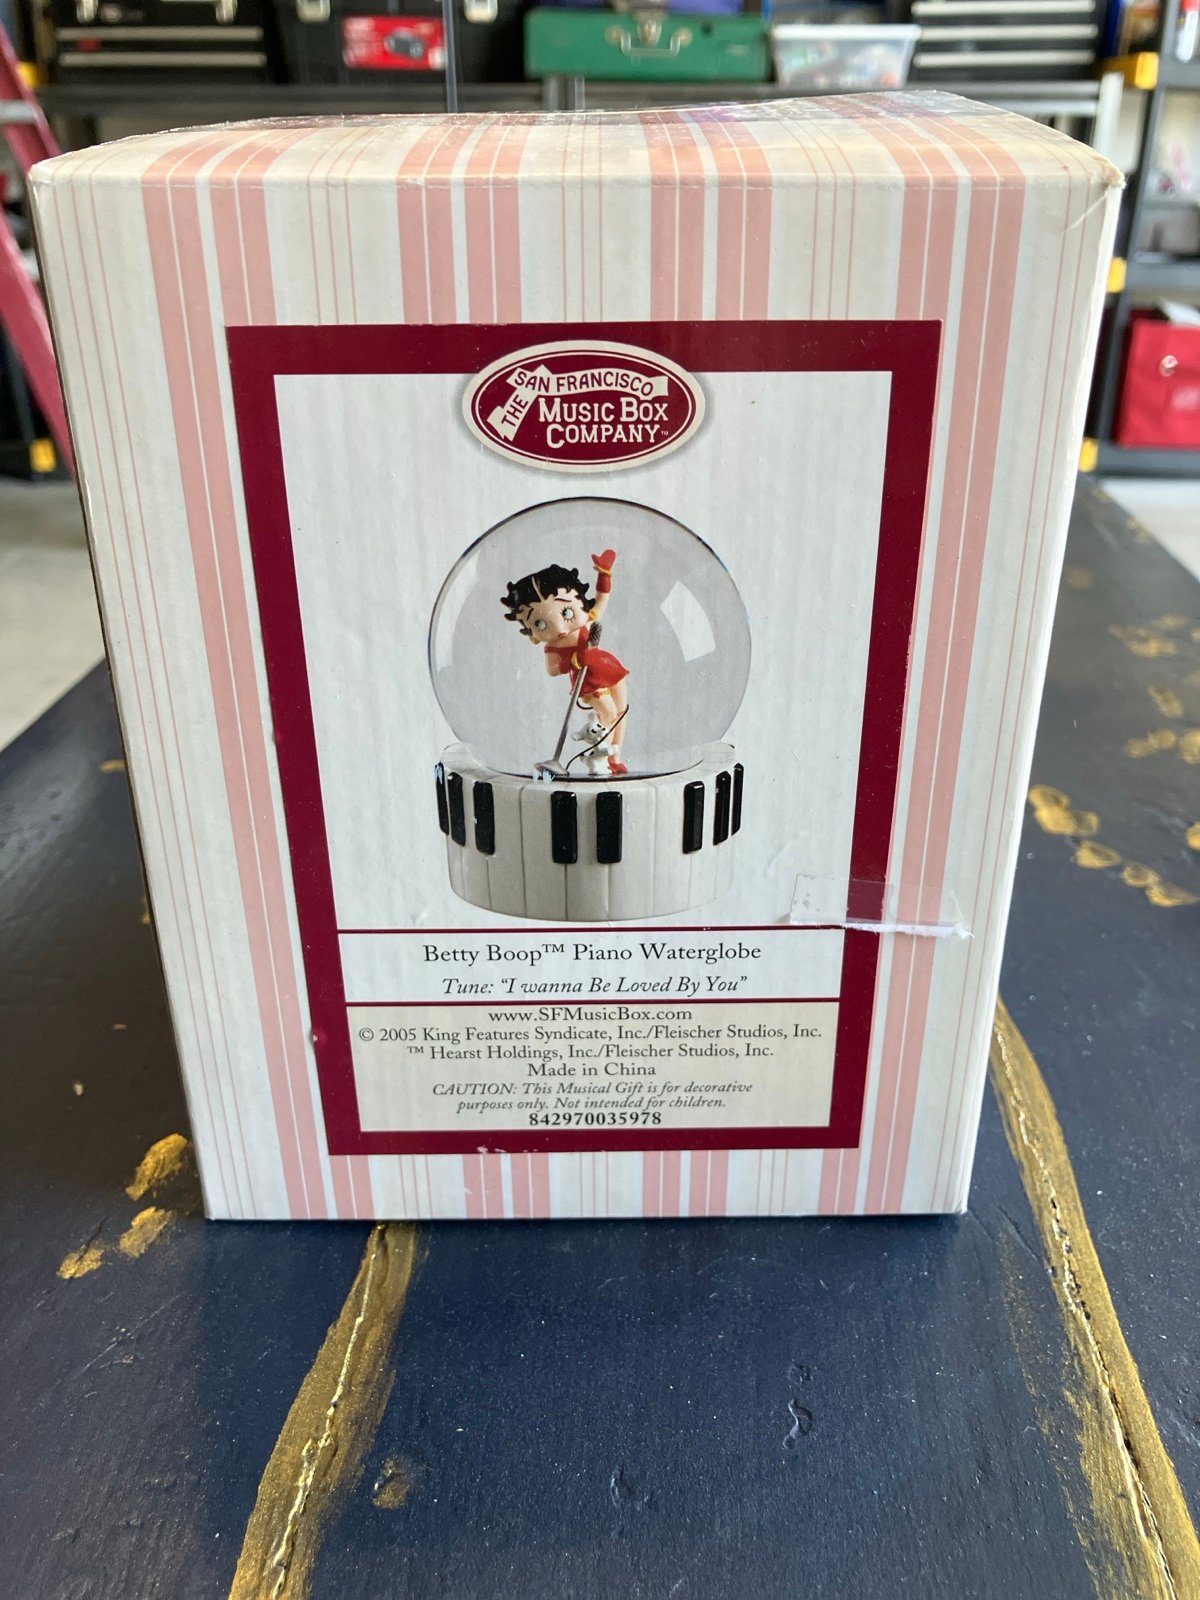 THE SAN FRANCISCO
MUSIC BOX
COMPANY™
Betty Boop™ Piano Waterglobe
Tune: “I wanna Be Loved By You”
www.SFMusicBox.com
© 2005 King Features Syndicate, Inc./Fleischer Studios, Inc.
™ Hearst Holdings, Inc./Fleischer Studios, Inc.
Made in China
CAUTION: This Musical Gift is for decorative
purposes only. Not intended for children.
842970035978